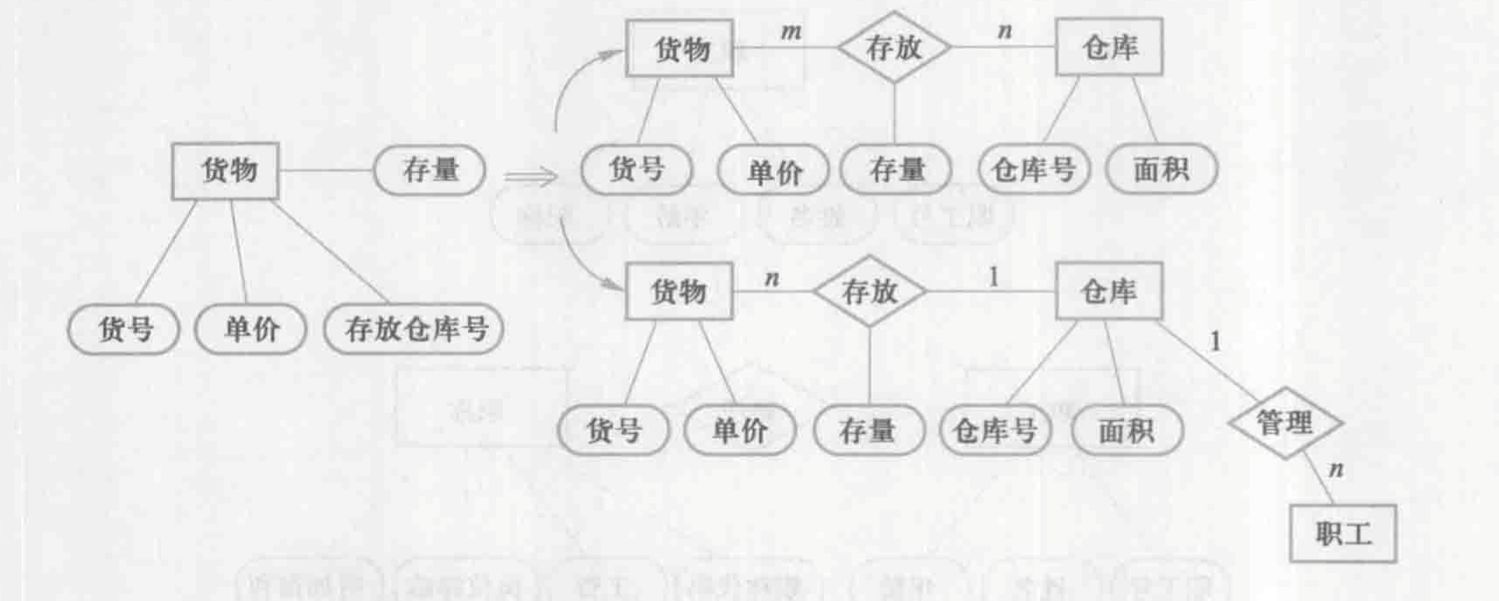 货物 m 存放 n 仓库
货号 单价 存量 仓库号 面积
货物 存量
货号 单价 存放仓库号
货物 n 存放 1 仓库
货号 单价 存量 仓库号 面积
1
管理
n
职工